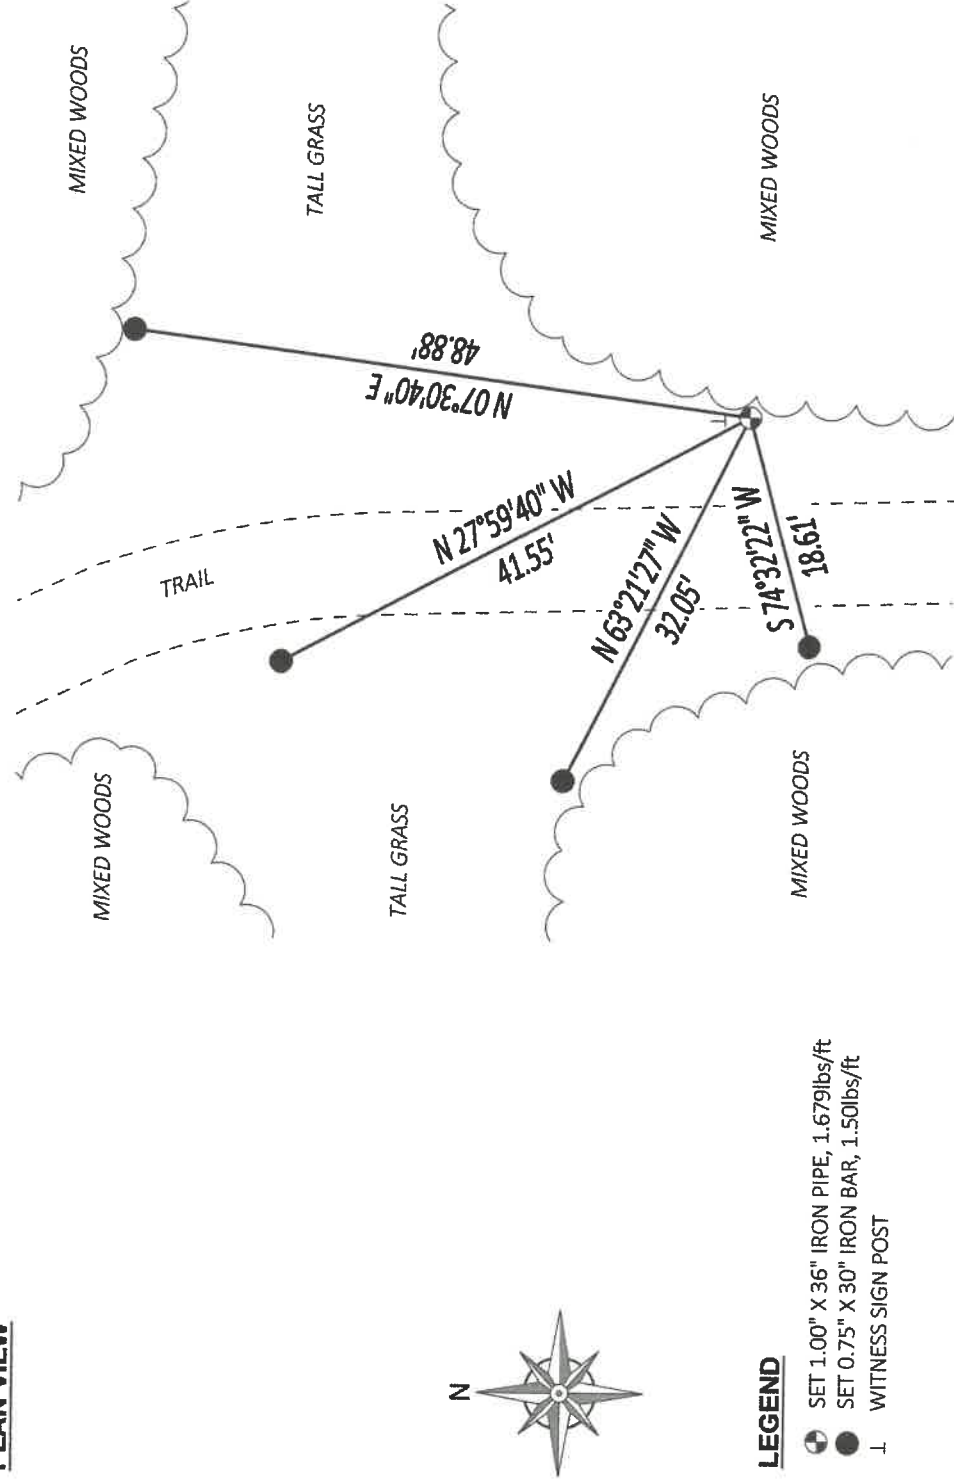 PLAN VIEW
MIXED WOODS
MIXED WOODS
TALL GRASS
TRAIL
N 07°30'40" E
48.88'
N 27°59'40" W
41.55'
TALL GRASS
N 63°21'27" W
32.05'
S 74°32'22" W
18.61'
MIXED WOODS
MIXED WOODS
N
LEGEND
SET 1.00" X 36" IRON PIPE, 1.679lbs/ft
SET 0.75" X 30" IRON BAR, 1.50lbs/ft
WITNESS SIGN POST